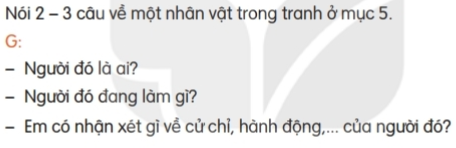 Nói 2 – 3 câu về một nhân vật trong tranh ở mục 5.
G:
– Người đó là ai?
– Người đó đang làm gì?
– Em có nhận xét gì về cử chỉ, hành động,... của người đó?